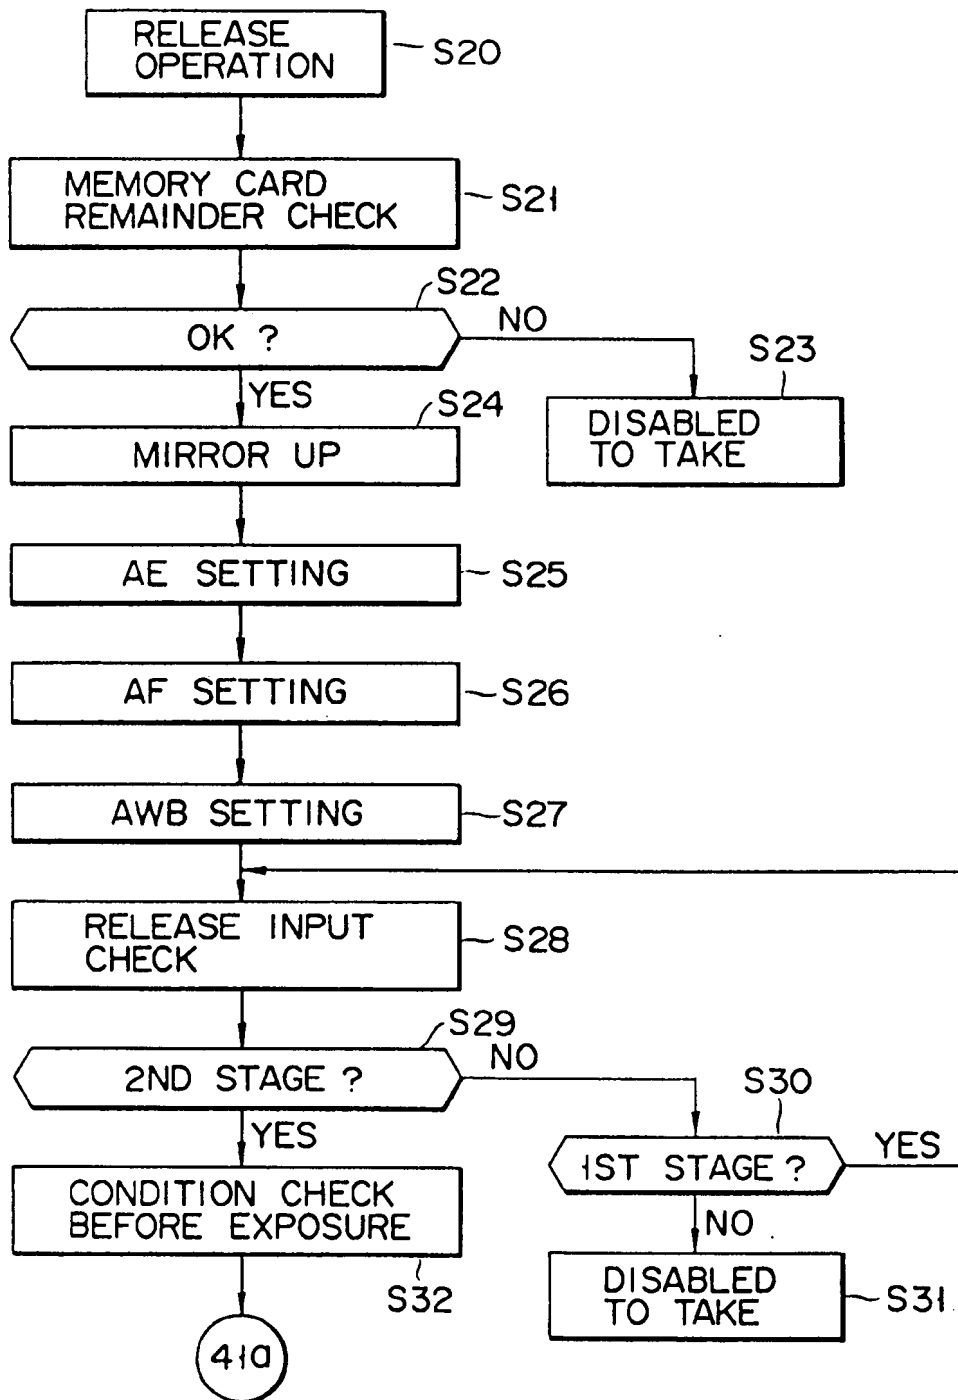 RELEASE
OPERATION
S20
MEMORY CARD
REMAINDER CHECK
S21
S22
OK ?
NO
YES
S23
DISABLED
TO TAKE
S24
MIRROR UP
AE SETTING
S25
AF SETTING
S26
AWB SETTING
S27
RELEASE INPUT
CHECK
S28
S29
2ND STAGE ?
NO
YES
S30
1ST STAGE ?
YES
NO
CONDITION CHECK
BEFORE EXPOSURE
S32
DISABLED
TO TAKE
S31
41a